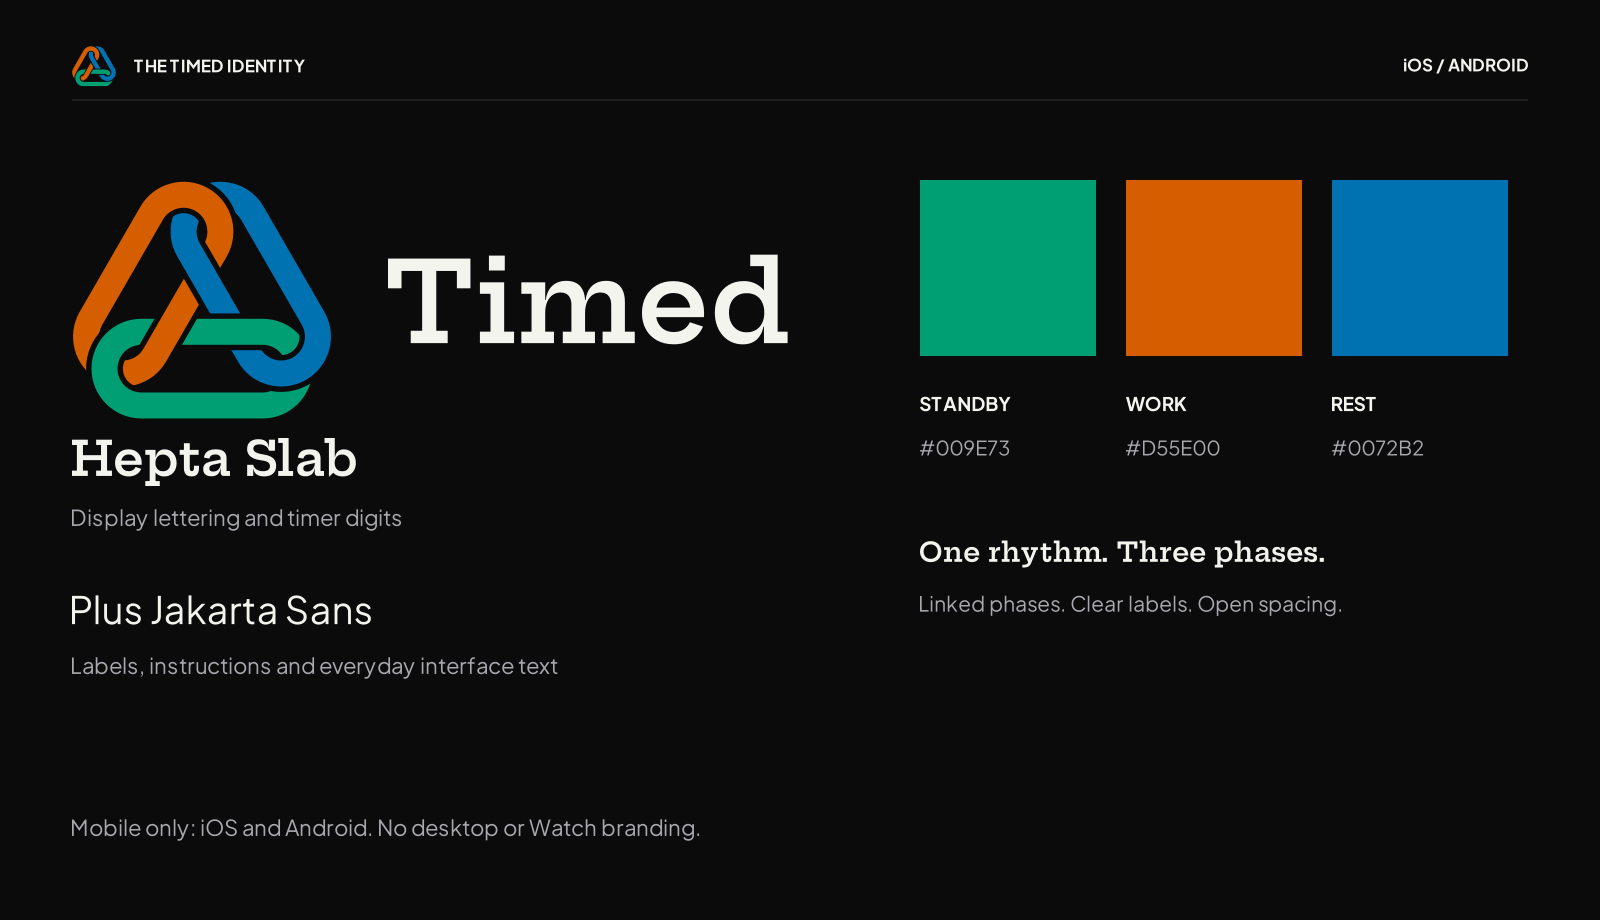 THE TIMED IDENTITY
iOS / ANDROID
Timed
Hepta Slab
Display lettering and timer digits
Plus Jakarta Sans
Labels, instructions and everyday interface text
STANDBY
#009E73
WORK
#D55E00
REST
#0072B2
One rhythm. Three phases.
Linked phases. Clear labels. Open spacing.
Mobile only: iOS and Android. No desktop or Watch branding.